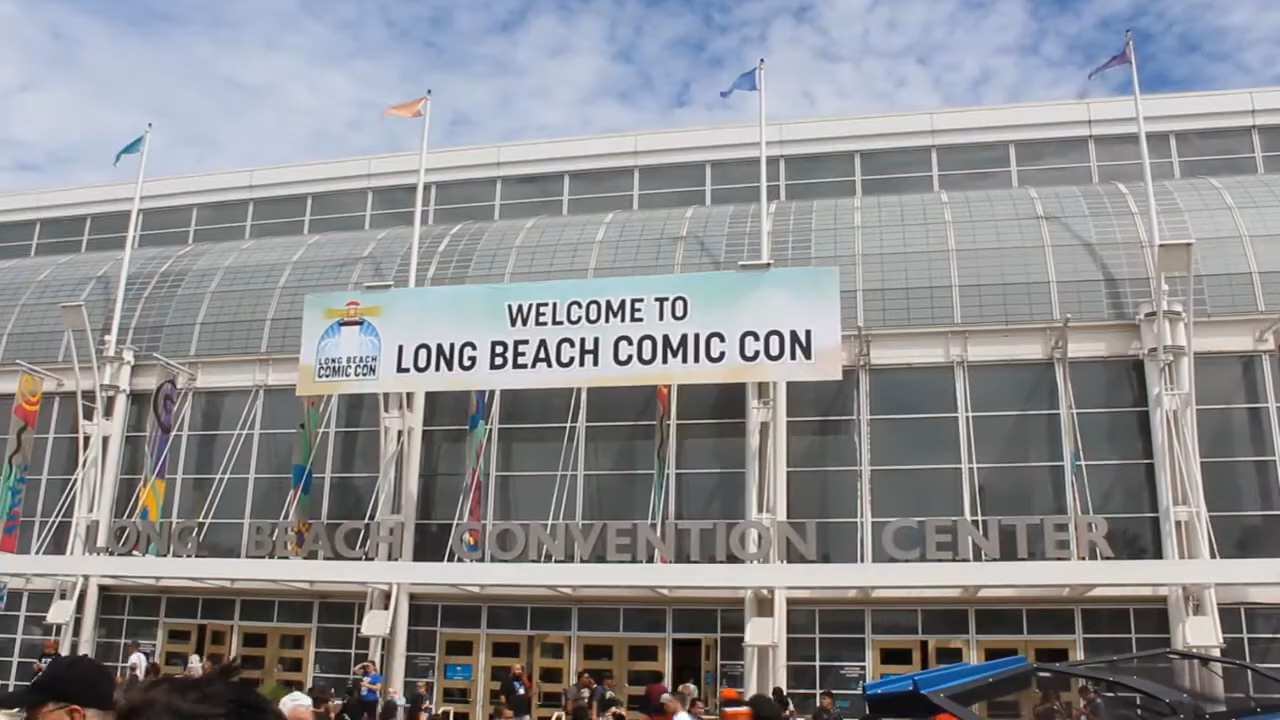 WELCOME TO
LONG BEACH COMIC CON
LONG BEACH
COMIC CON
LONG BEACH CONVENTION CENTER